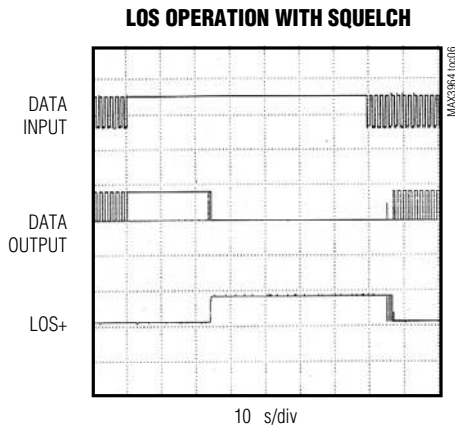 LOS OPERATION WITH SQUELCH
MAX3964 toc06
DATA
INPUT
DATA
OUTPUT
LOS+
10 s/div